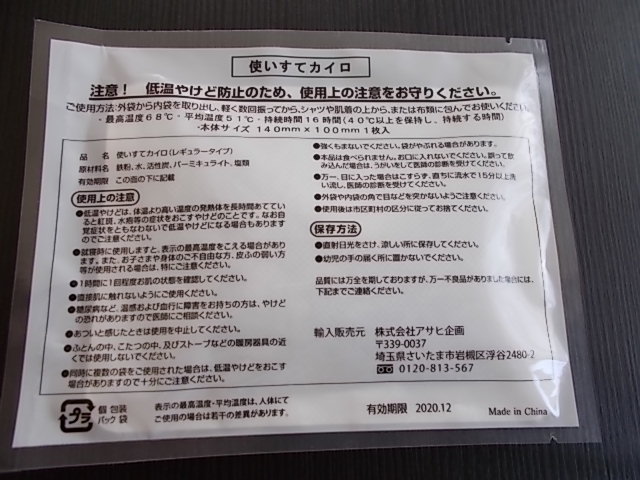 使いすてカイロ
注意! 低温やけど防止のため、使用上の注意をお守りください。
ご使用方法:外袋から内袋を取り出し、軽く数回振ってから、シャツや肌着の上から、または布類に包んでお使いください。
・最高温度68℃・平均温度51℃・持続時間16時間(40℃以上を保持し、持続する時間)
・本体サイズ 140mm×100mm1枚入
品 名 使いすてカイロ(レギュラータイプ)
原材料名 鉄粉、水、活性炭、バーミキュライト、塩類
有効期限 この面の下に記載
使用上の注意
●低温やけどは、体温より高い温度の発熱体を長時間あてていると紅斑、水疱等の症状をおこすやけどのことです。なお自覚症状をともなわないで低温やけどになる場合もありますのでご注意ください。
●就寝時に使用しますと、表示の最高温度をこえる場合があります。また、お子さまや身体のご不自由な方、皮ふの弱い方等が使用される場合は、特にご注意ください。
●1時間に1回程度お肌の状態を確認してください。
●直接肌に触れないようにご使用ください。
●糖尿病など、温感および血行に障害をお持ちの方は、やけどの恐れがありますので医師にご相談ください。
●あついと感じたときは使用を中止してください。
●ふとんの中、こたつの中、及びストーブなどの暖房器具の近くでは使用しないでください。
●同時に複数の袋をご使用された場合は、低温やけどをおこす場合がありますので十分にご注意ください。
●強くもまないでください。袋がやぶれる場合があります。
●本品は食べられません。お口に入れないでください。誤って飲み込んだ場合は、うがいをして医師の診断を受けてください。
●万一、目に入った場合はこすらず、直ちに流水で15分以上洗い流し、医師の診断を受けてください。
●外袋や内袋の角で目などを突かないようご注意ください。
●使用後は市区町村の区分に従ってお捨てください。
保存方法
●直射日光をさけ、涼しい所に保存してください。
●幼児の手の届く所に置かないでください。
品質には万全を期しておりますが、万一不良品がありました場合には、下記までご連絡ください。
輸入販売元 株式会社アサヒ企画
〒339-0037
埼玉県さいたま市岩槻区浮谷2480-2
0120-813-567
プラ
個 包装
パック 袋
表示の最高温度・平均温度は、人体にてご使用の場合は若干の差異があります。
有効期限 2020.12
Made in China